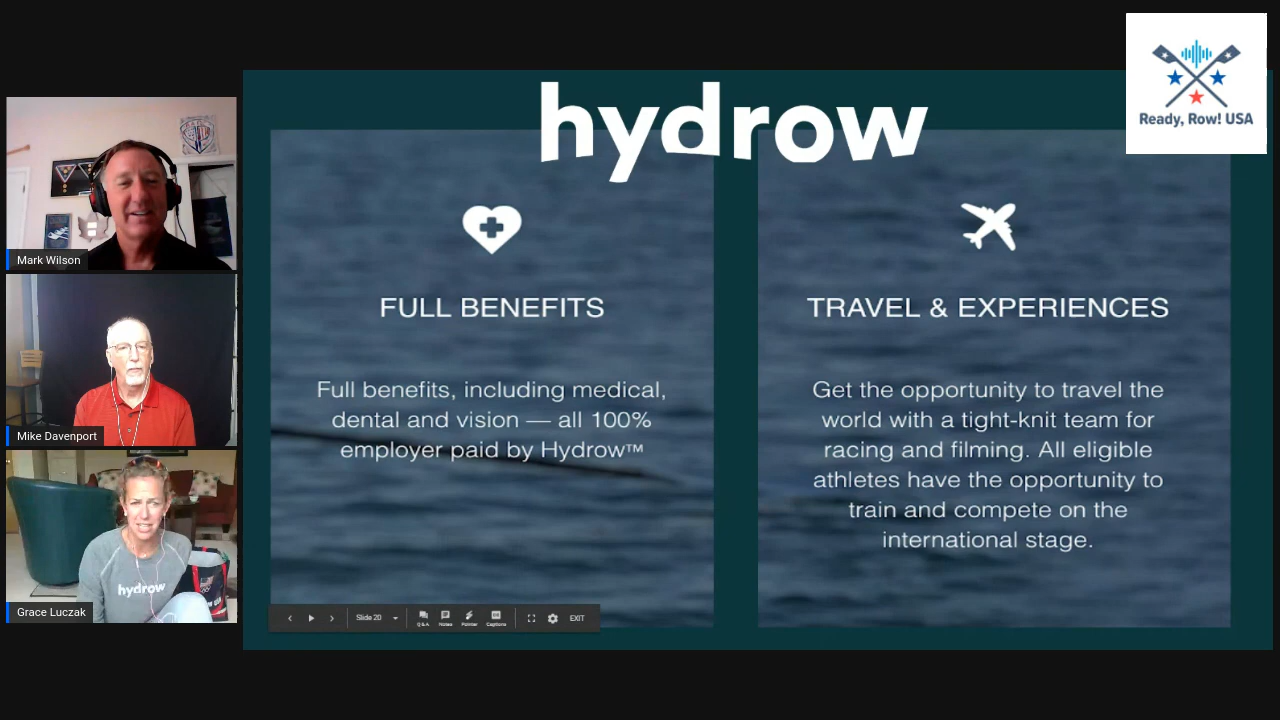 hydrow
Ready, Row! USA
FULL BENEFITS
Full benefits, including medical,
dental and vision — all 100%
employer paid by Hydrow™
TRAVEL & EXPERIENCES
Get the opportunity to travel the
world with a tight-knit team for
racing and filming. All eligible
athletes have the opportunity to
train and compete on the
international stage.
Mark Wilson
Mike Davenport
hydrow
Grace Luczak
Slide 20
Q & A
Notes
Pointer
Captions
EXIT